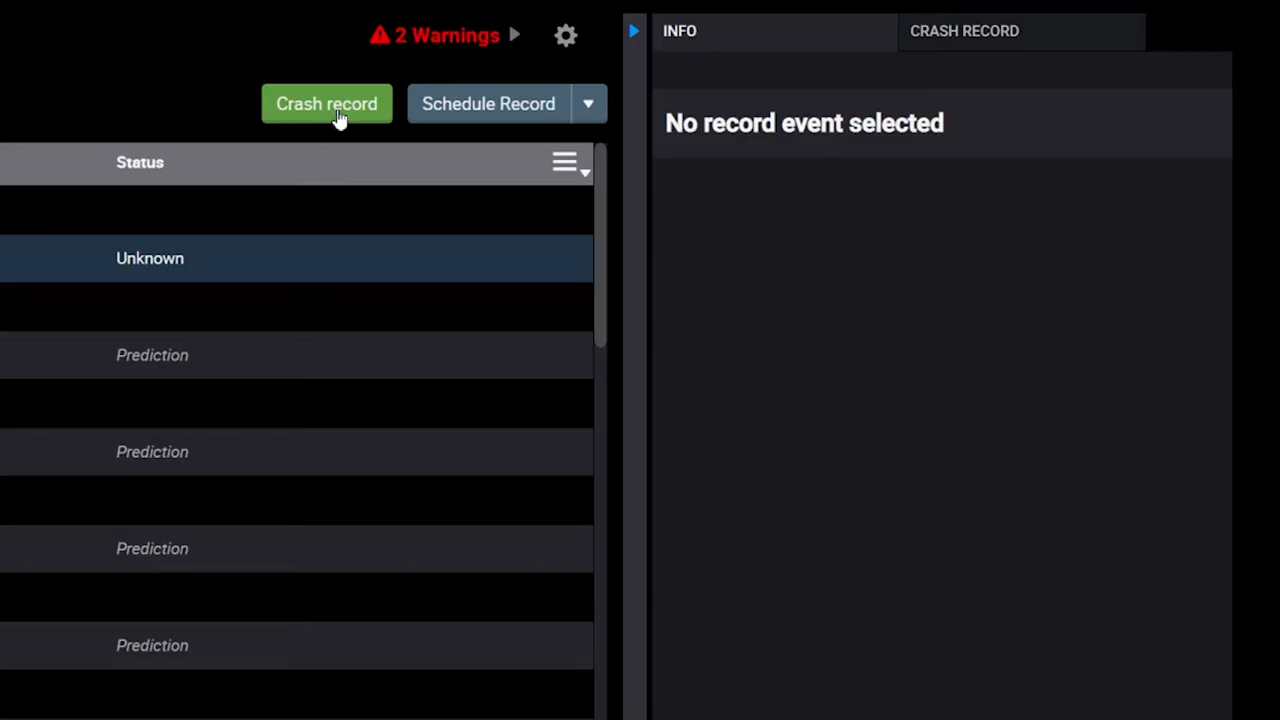 2 Warnings
INFO
CRASH RECORD
Crash record
Schedule Record
No record event selected
Status
Unknown
Prediction
Prediction
Prediction
Prediction